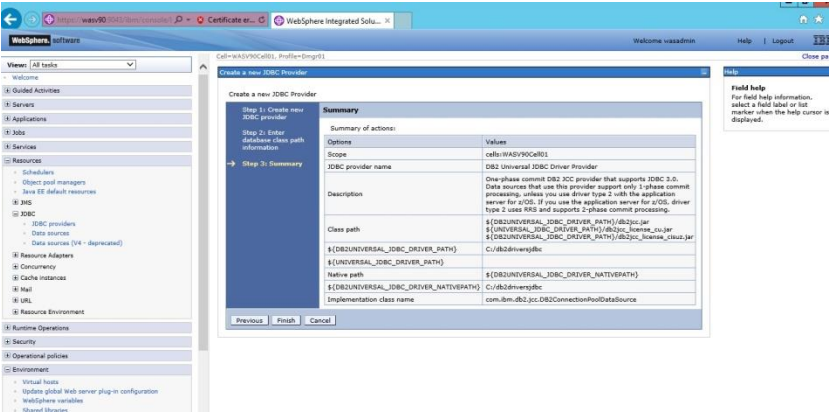 https://wasv90:9043/ibm/console/l
Certificate er...
WebSphere Integrated Solu...
WebSphere. software
Welcome wasadmin
Help | Logout
IBM
Cell=WASV90Cell01, Profile=Dmgr01
Close pa
View: All tasks
Welcome
Guided Activities
Servers
Applications
Jobs
Services
Resources
Schedulers
Object pool managers
Java EE default resources
JMS
JDBC
JDBC providers
Data sources
Data sources (V4 - deprecated)
Resource Adapters
Concurrency
Cache instances
Mail
URL
Resource Environment
Runtime Operations
Security
Operational policies
Environment
Virtual hosts
Update global Web server plug-in configuration
WebSphere variables
Shared libraries
Create a new JDBC Provider
Create a new JDBC Provider
Step 1: Create new
JDBC provider
Step 2: Enter
database class path
information
Step 3: Summary
Summary
Summary of actions:
Options Values
Scope cells:WASV90Cell01
JDBC provider name DB2 Universal JDBC Driver Provider
Description
One-phase commit DB2 JCC provider that supports JDBC 3.0.
Data sources that use this provider support only 1-phase commit
processing, unless you use driver type 2 with the application
server for z/OS. If you use the application server for z/OS, driver
type 2 uses RRS and supports 2-phase commit processing.
Class path
${DB2UNIVERSAL_JDBC_DRIVER_PATH}/db2jcc.jar
${UNIVERSAL_JDBC_DRIVER_PATH}/db2jcc_license_cu.jar
${DB2UNIVERSAL_JDBC_DRIVER_PATH}/db2jcc_license_cisuz.jar
${DB2UNIVERSAL_JDBC_DRIVER_PATH} C:/db2driversjdbc
${UNIVERSAL_JDBC_DRIVER_PATH}
Native path ${DB2UNIVERSAL_JDBC_DRIVER_NATIVEPATH}
${DB2UNIVERSAL_JDBC_DRIVER_NATIVEPATH} C:/db2driversjdbc
Implementation class name com.ibm.db2.jcc.DB2ConnectionPoolDataSource
Previous Finish Cancel
Help
Field help
For field help information,
select a field label or list
marker when the help cursor is
displayed.